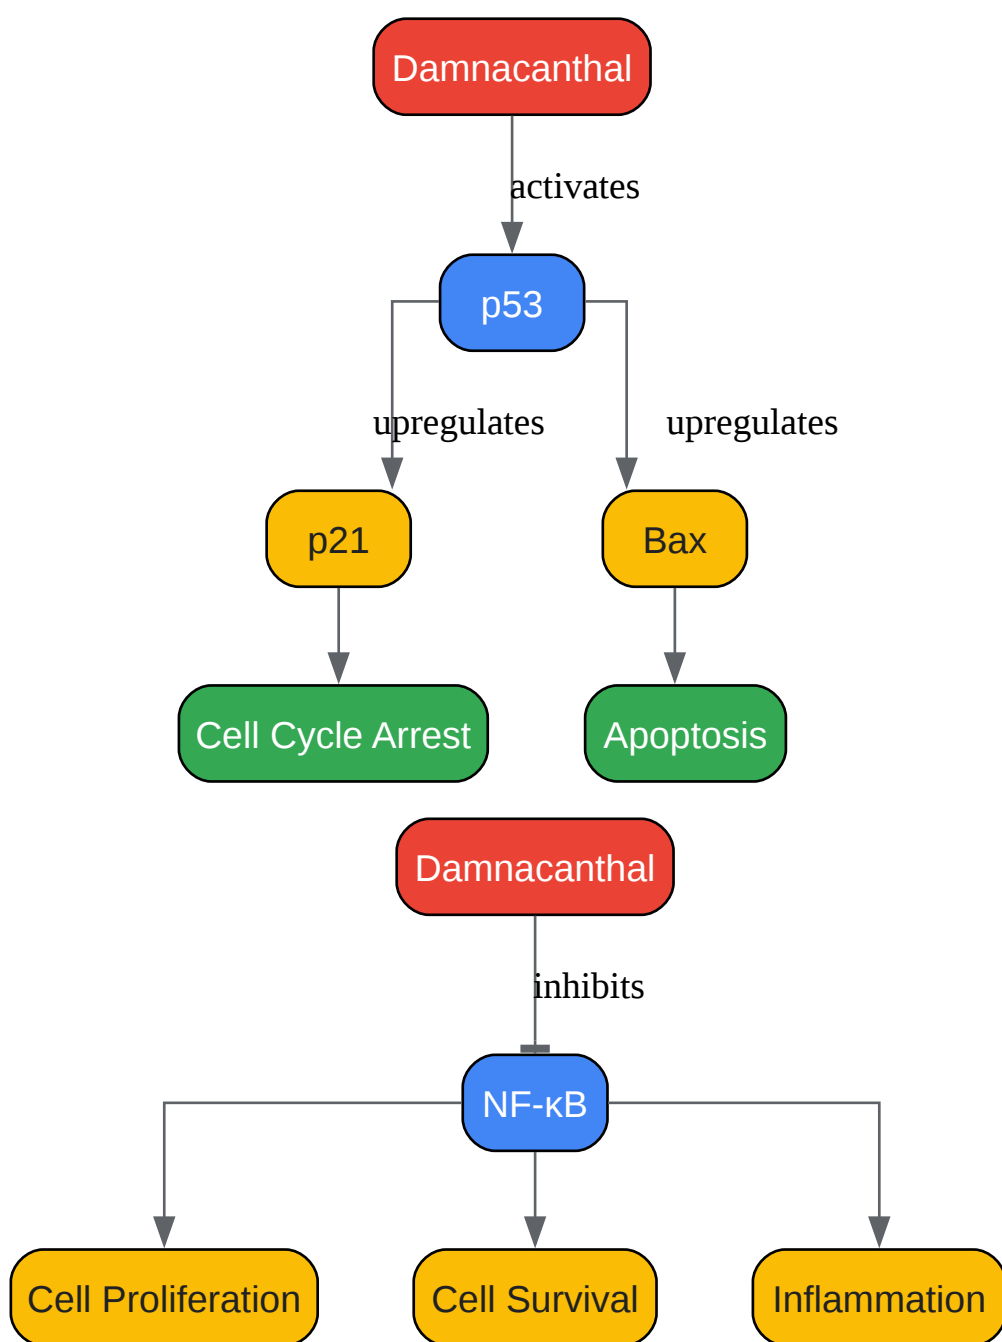 Damnacanthal
activates
p53
upregulates
upregulates
p21
Bax
Cell Cycle Arrest
Apoptosis
Damnacanthal
inhibits
NF-κB
Cell Proliferation
Cell Survival
Inflammation